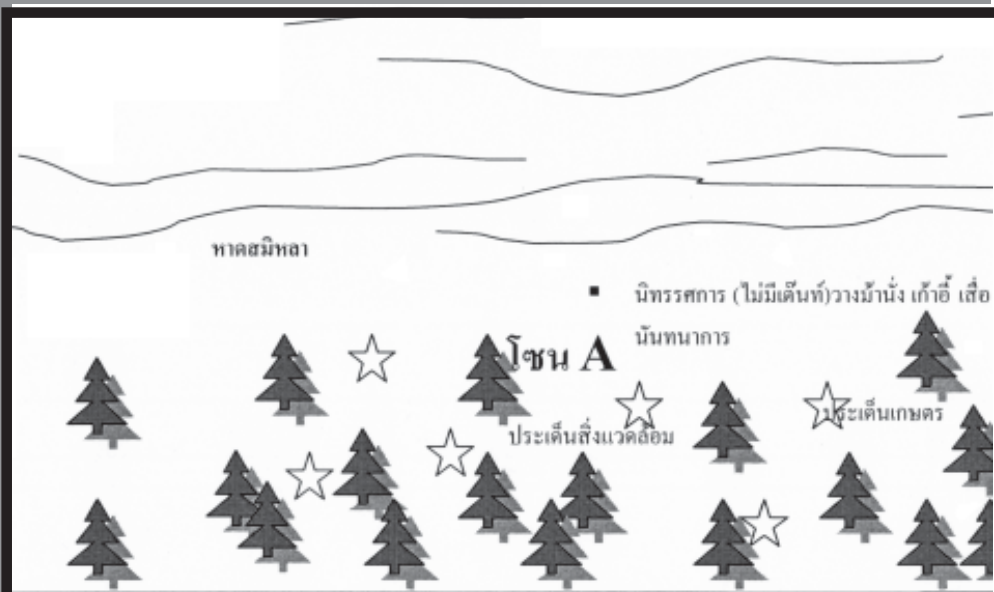 หาดสมิหลา
▪ นิทรรศการ (ไม่มีเต๊นท์)วางม้านั่ง เก้าอี้ เสื่อ
นันทนาการ
โซน A
ประเด็นเกษตร
ประเด็นสิ่งแวดล้อม